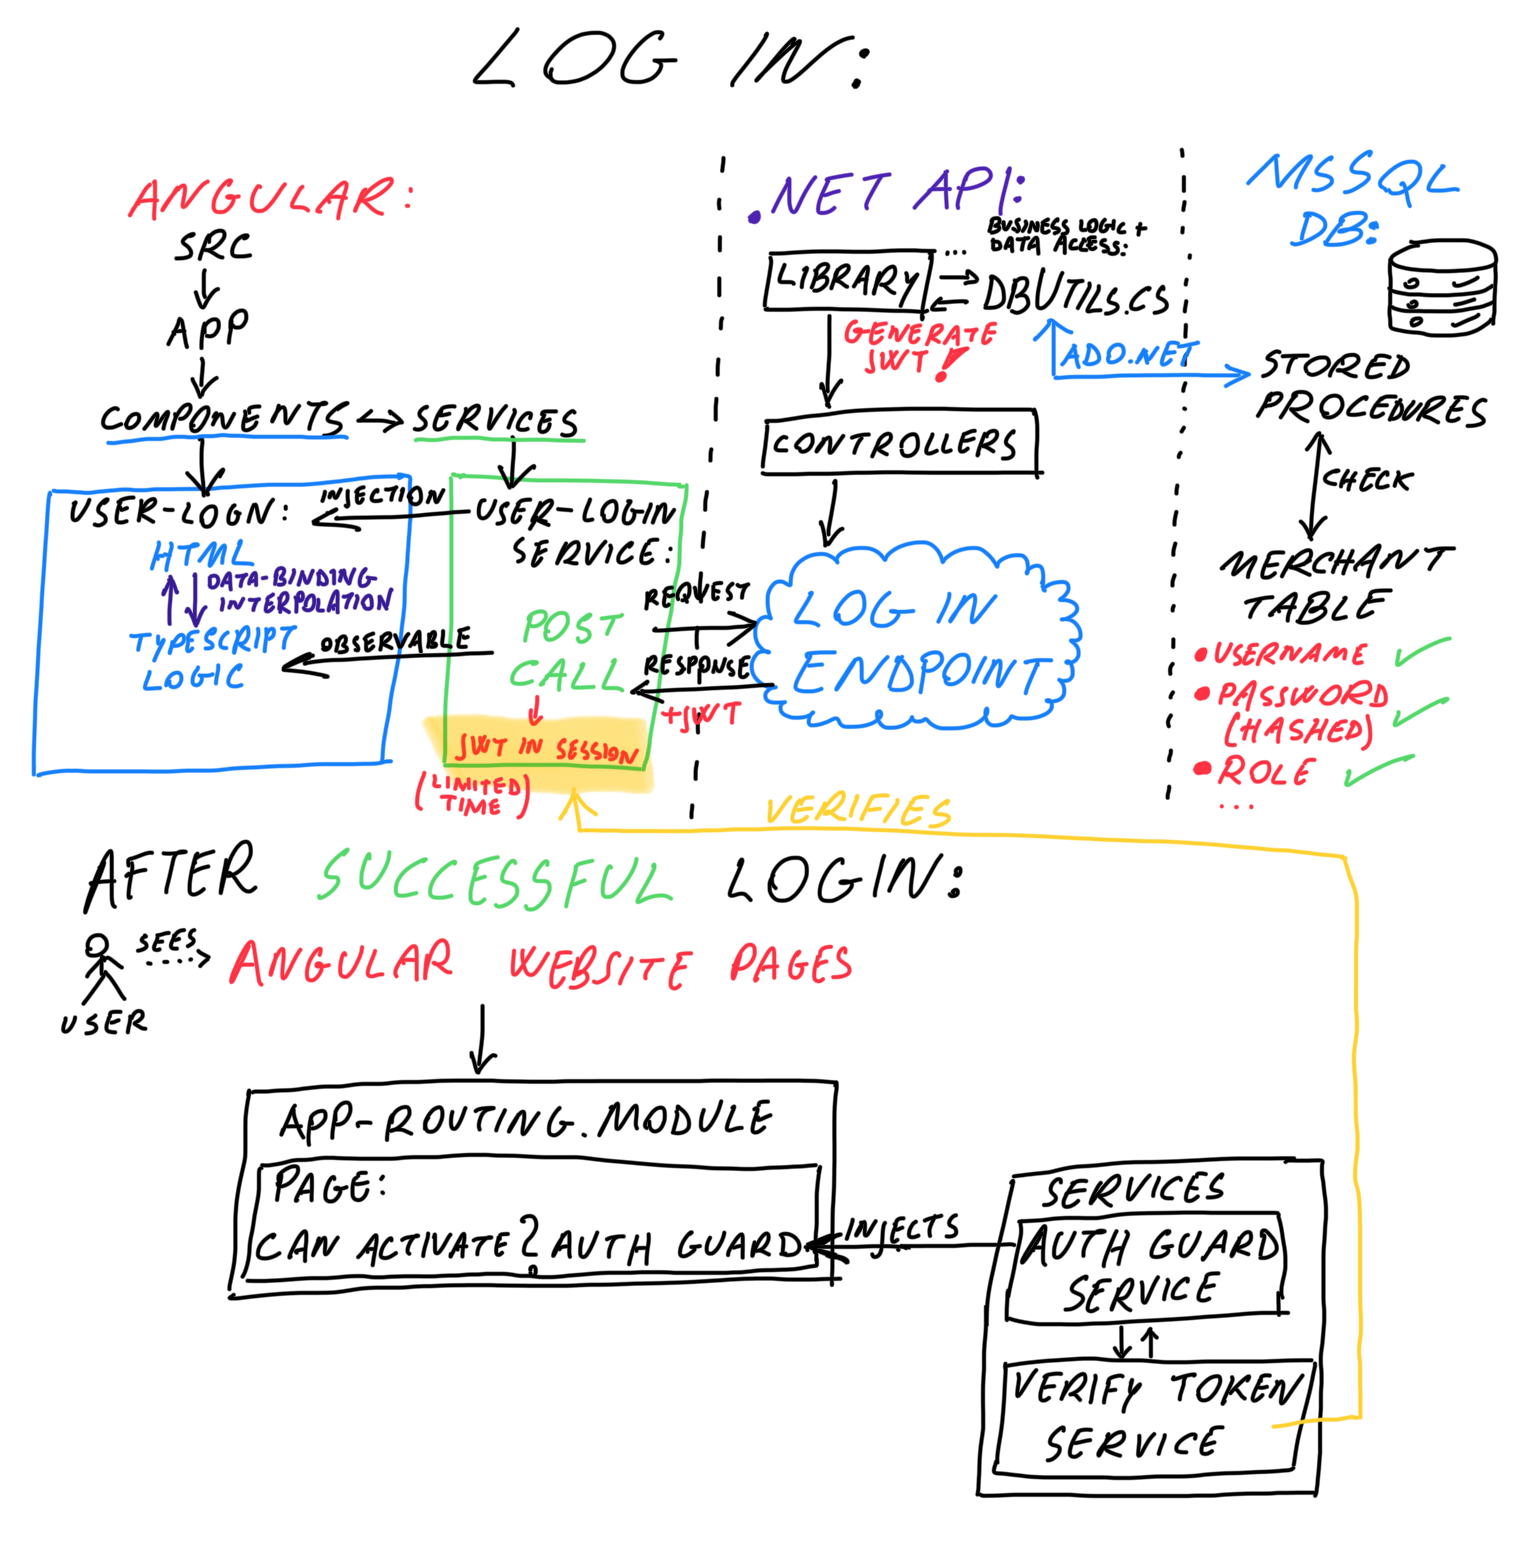 LOG IN:
ANGULAR:
SRC
APP
COMPONENTS
SERVICES
USER-LOGN:
INJECTION
HTML
DATA-BINDING
INTERPOLATION
TYPESCRIPT
LOGIC
OBSERVABLE
USER-LOGIN
SERVICE:
POST
CALL
JWT IN SESSION
(LIMITED
TIME)
REQUEST
RESPONSE
+JWT
.NET API:
LIBRARY
...
BUSINESS LOGIC +
DATA ACCESS:
DBUTILS.CS
GENERATE
JWT!
ADO.NET
CONTROLLERS
LOG IN
ENDPOINT
MSSQL
DB:
STORED
PROCEDURES
CHECK
MERCHANT
TABLE
• USERNAME
• PASSWORD
(HASHED)
• ROLE
...
VERIFIES
AFTER SUCCESSFUL LOGIN:
SEES
USER
ANGULAR WEBSITE PAGES
APP-ROUTING.MODULE
PAGE:
CAN ACTIVATE? AUTH GUARD
INJECTS
SERVICES
AUTH GUARD
SERVICE
VERIFY TOKEN
SERVICE